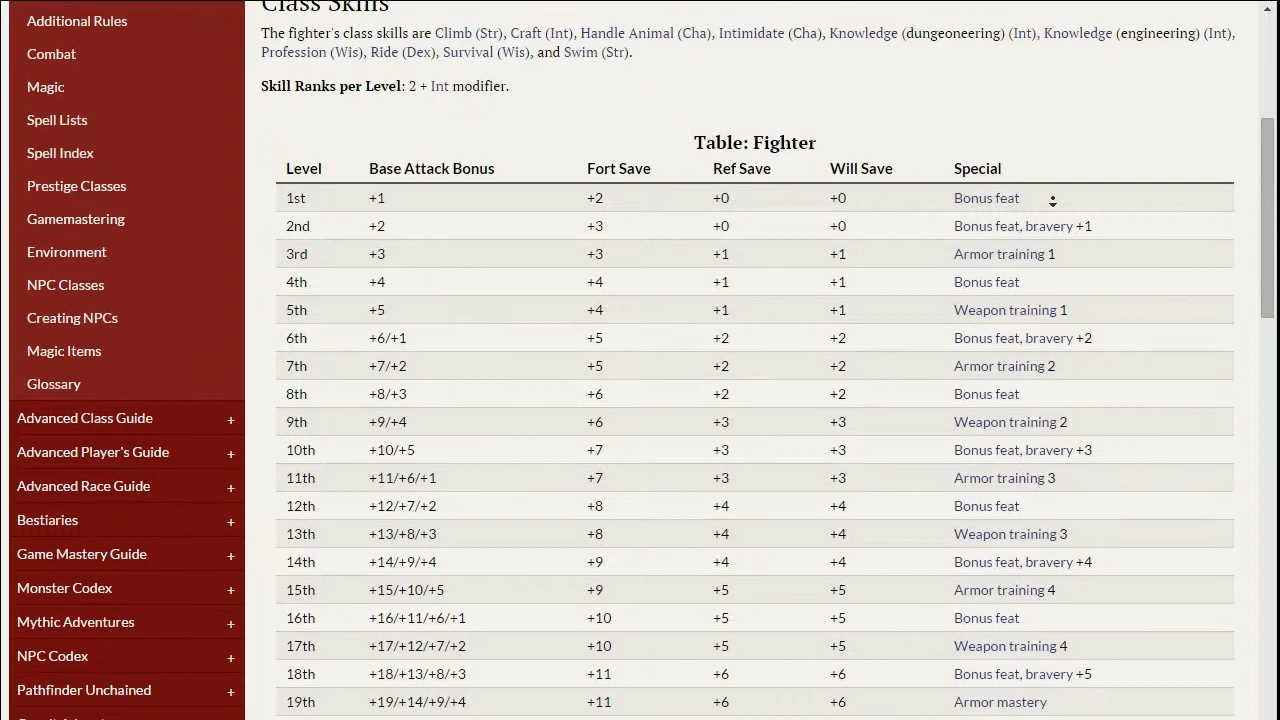 Class Skills
The fighter's class skills are Climb (Str), Craft (Int), Handle Animal (Cha), Intimidate (Cha), Knowledge (dungeoneering) (Int), Knowledge (engineering) (Int),
Profession (Wis), Ride (Dex), Survival (Wis), and Swim (Str).
Skill Ranks per Level: 2 + Int modifier.
Additional Rules
Combat
Magic
Spell Lists
Spell Index
Prestige Classes
Gamemastering
Environment
NPC Classes
Creating NPCs
Magic Items
Glossary
Advanced Class Guide +
Advanced Player's Guide +
Advanced Race Guide +
Bestiaries +
Game Mastery Guide +
Monster Codex +
Mythic Adventures +
NPC Codex +
Pathfinder Unchained +
Table: Fighter
Level Base Attack Bonus Fort Save Ref Save Will Save Special
1st +1 +2 +0 +0 Bonus feat
2nd +2 +3 +0 +0 Bonus feat, bravery +1
3rd +3 +3 +1 +1 Armor training 1
4th +4 +4 +1 +1 Bonus feat
5th +5 +4 +1 +1 Weapon training 1
6th +6/+1 +5 +2 +2 Bonus feat, bravery +2
7th +7/+2 +5 +2 +2 Armor training 2
8th +8/+3 +6 +2 +2 Bonus feat
9th +9/+4 +6 +3 +3 Weapon training 2
10th +10/+5 +7 +3 +3 Bonus feat, bravery +3
11th +11/+6/+1 +7 +3 +3 Armor training 3
12th +12/+7/+2 +8 +4 +4 Bonus feat
13th +13/+8/+3 +8 +4 +4 Weapon training 3
14th +14/+9/+4 +9 +4 +4 Bonus feat, bravery +4
15th +15/+10/+5 +9 +5 +5 Armor training 4
16th +16/+11/+6/+1 +10 +5 +5 Bonus feat
17th +17/+12/+7/+2 +10 +5 +5 Weapon training 4
18th +18/+13/+8/+3 +11 +6 +6 Bonus feat, bravery +5
19th +19/+14/+9/+4 +11 +6 +6 Armor mastery